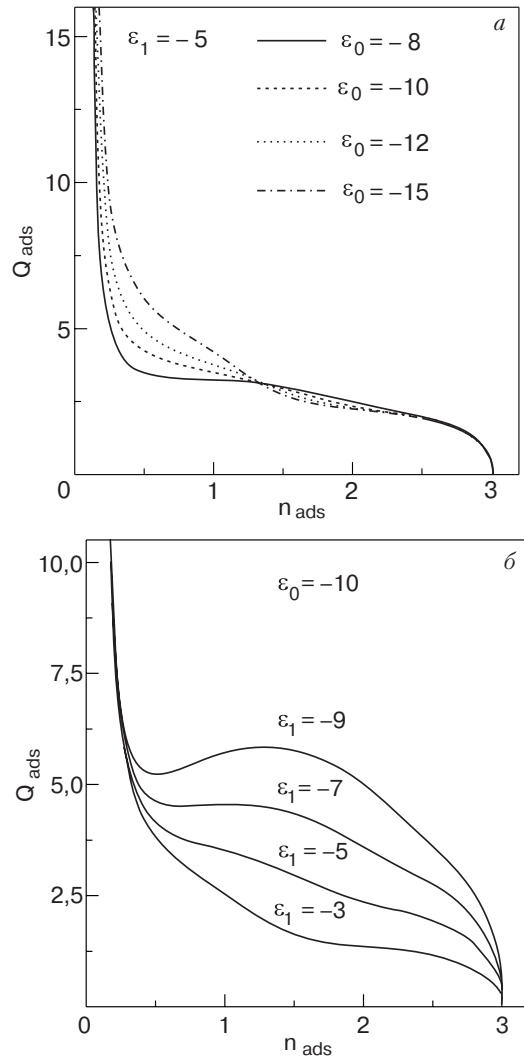 а
15
ε1 = – 5
ε0 = – 8
ε0 = –10
ε0 = –12
ε0 = –15
10
Qads
5
0
1
2
3
nads
б
10,0
ε0 = –10
7,5
ε1 = –9
Qads
5,0
ε1 = –7
ε1 = –5
2,5
ε1 = –3
0
1
2
3
nads